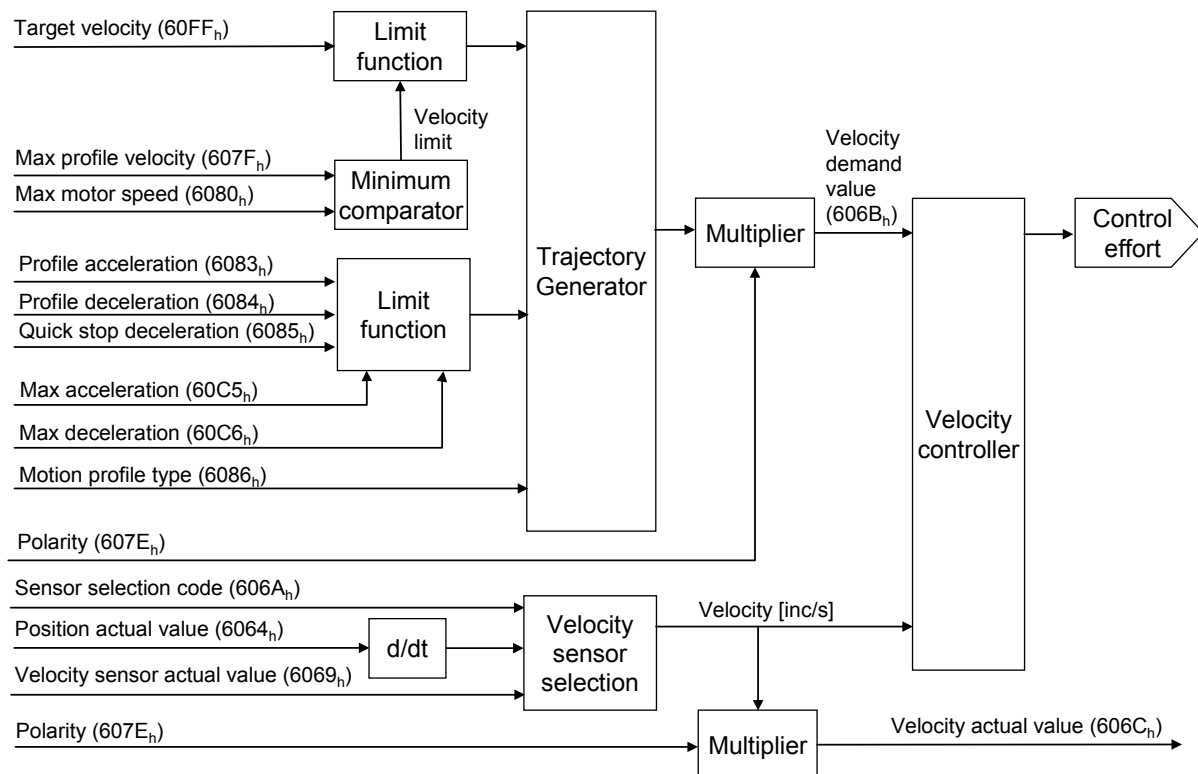 Target velocity (60FFh)
Limit
function
Velocity
limit
Max profile velocity (607Fh)
Max motor speed (6080h)
Minimum
comparator
Profile acceleration (6083h)
Profile deceleration (6084h)
Quick stop deceleration (6085h)
Limit
function
Max acceleration (60C5h)
Max deceleration (60C6h)
Motion profile type (6086h)
Trajectory
Generator
Polarity (607Eh)
Multiplier
Velocity
demand
value
(606Bh)
Velocity
controller
Control
effort
Sensor selection code (606Ah)
Position actual value (6064h)
d/dt
Velocity sensor actual value (6069h)
Velocity
sensor
selection
Velocity [inc/s]
Polarity (607Eh)
Multiplier
Velocity actual value (606Ch)